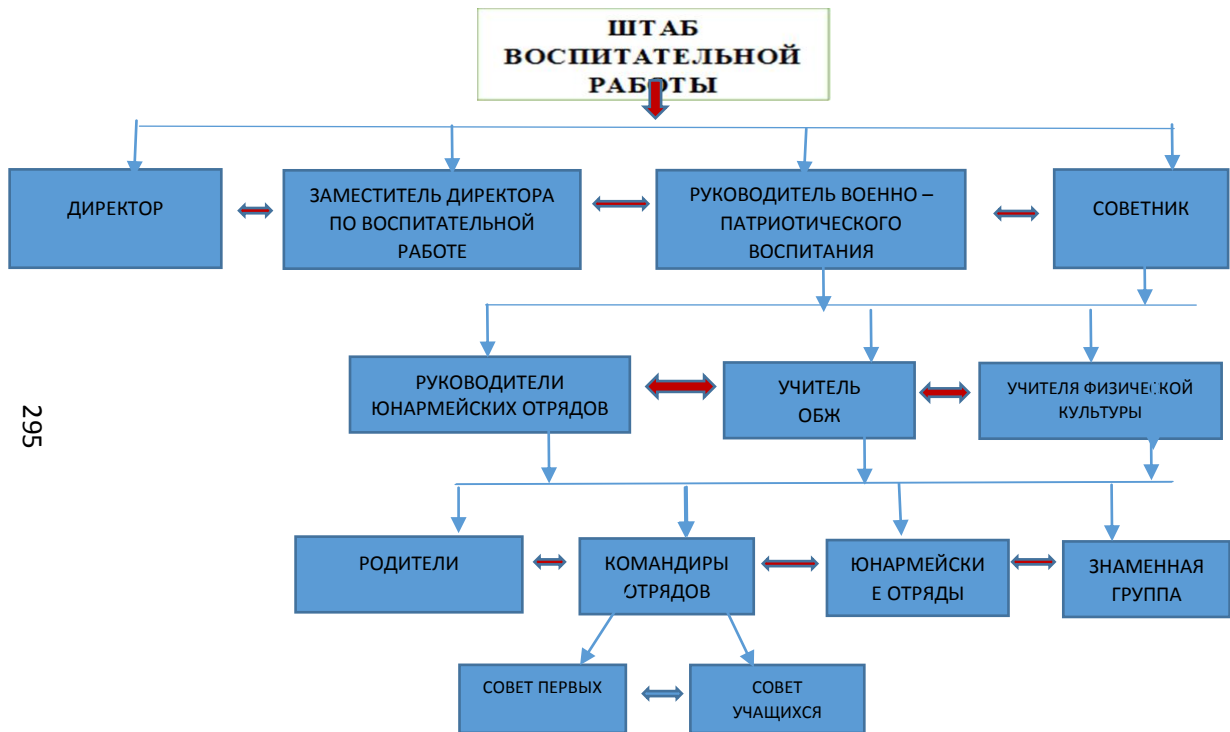 ШТАБ
ВОСПИТАТЕЛЬНОЙ
РАБОТЫ
ДИРЕКТОР
ЗАМЕСТИТЕЛЬ ДИРЕКТОРА
ПО ВОСПИТАТЕЛЬНОЙ
РАБОТЕ
РУКОВОДИТЕЛЬ ВОЕННО –
ПАТРИОТИЧЕСКОГО
ВОСПИТАНИЯ
СОВЕТНИК
РУКОВОДИТЕЛИ
ЮНАРМЕЙСКИХ ОТРЯДОВ
УЧИТЕЛЬ
ОБЖ
УЧИТЕЛЯ ФИЗИЧЕСКОЙ
КУЛЬТУРЫ
295
РОДИТЕЛИ
КОМАНДИРЫ
ОТРЯДОВ
ЮНАРМЕЙСКИ
Е ОТРЯДЫ
ЗНАМЕННАЯ
ГРУППА
СОВЕТ ПЕРВЫХ
СОВЕТ
УЧАЩИХСЯ